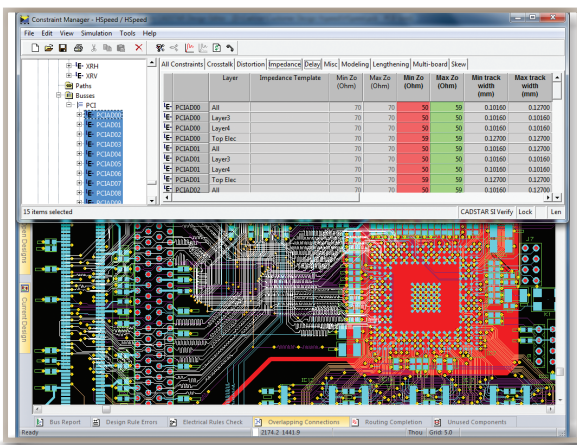 Constraint Manager - HSpeed / HSpeed
File Edit View Simulation Tools Help
XRH
XRV
Paths
Busses
PCI
PCIAD00
PCIAD01
PCIAD02
PCIAD03
PCIAD04
PCIAD05
PCIAD06
PCIAD07
PCIAD08
All Constraints Crosstalk Distortion Impedance Delay Misc Modeling Lengthening Multi-board Skew
Layer Impedance Template Min Zo (Ohm) Max Zo (Ohm) Min Zo (Ohm) Max Zo (Ohm) Min track width (mm) Max track width (mm)
PCIAD00 All 70 70 50 59 0.10160 0.12700
PCIAD00 Layer3 70 70 50 59 0.10160 0.10160
PCIAD00 Layer4 70 70 50 59 0.10160 0.10160
PCIAD00 Top Elec 70 70 50 59 0.12700 0.12700
PCIAD01 All 70 70 50 59 0.10160 0.12700
PCIAD01 Layer3 70 70 50 59 0.10160 0.10160
PCIAD01 Layer4 70 70 50 59 0.10160 0.10160
PCIAD01 Top Elec 70 70 50 59 0.12700 0.12700
PCIAD02 All 70 70 50 59 0.10160 0.12700
15 items selected
CADSTAR SI Verify Lock Len
Designs
Current Design
Bus Report Design Rule Errors Electrical Rules Check Overlapping Connections Routing Completion Unused Components
Ready 2174.2 1441.9 Thou Grid: 5.0